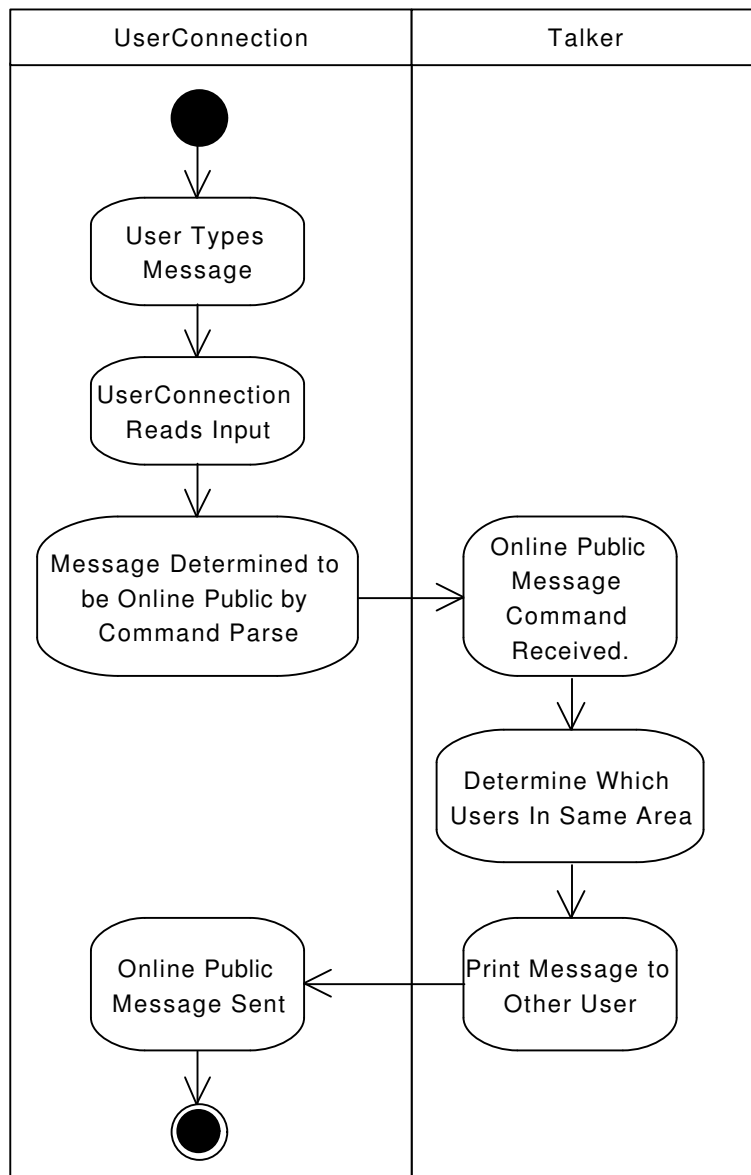 UserConnection
Talker
User Types
Message
UserConnection
Reads Input
Message Determined to
be Online Public by
Command Parse
Online Public
Message
Command
Received.
Determine Which
Users In Same Area
Print Message to
Other User
Online Public
Message Sent